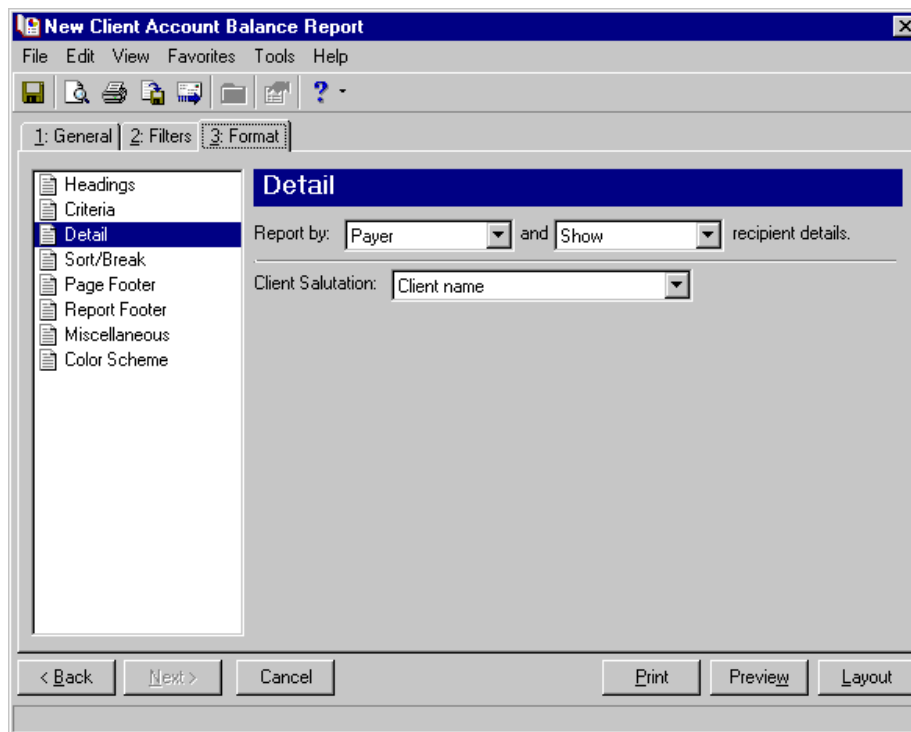 New Client Account Balance Report
File Edit View Favorites Tools Help
?
1: General 2: Filters 3: Format
Headings
Criteria
Detail
Sort/Break
Page Footer
Report Footer
Miscellaneous
Color Scheme
Detail
Report by: Payer and Show recipient details.
Client Salutation: Client name
< Back Next > Cancel Print Preview Layout